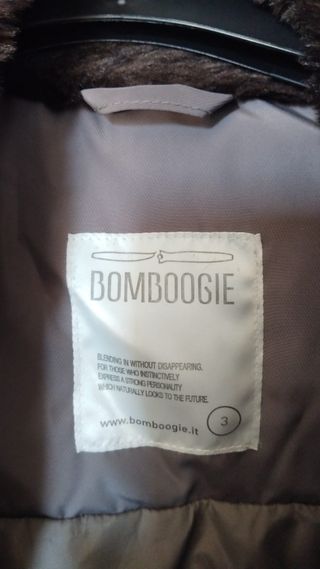 BOMBOOGIE
BLENDING IN WITHOUT DISAPPEARING.
FOR THOSE WHO INSTINCTIVELY
EXPRESS A STRONG PERSONALITY
WHICH NATURALLY LOOKS TO THE FUTURE.
www.bomboogie.it 3